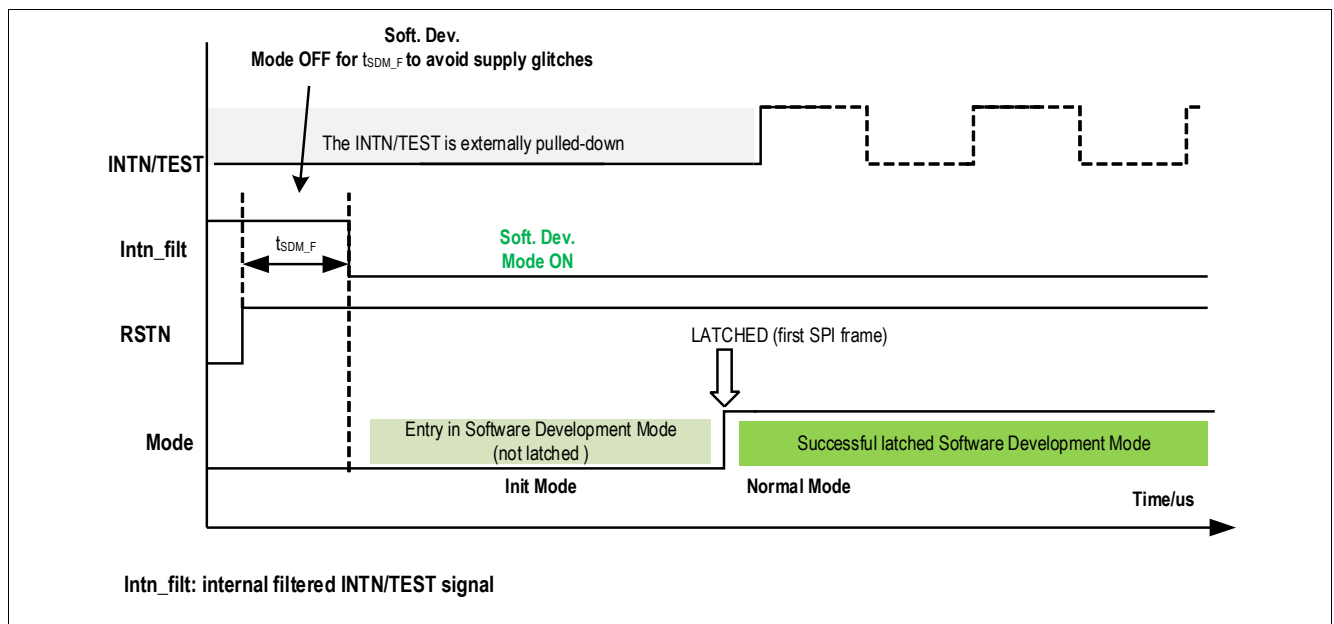 Soft. Dev.
Mode OFF for tSDM_F to avoid supply glitches
The INTN/TEST is externally pulled-down
INTN/TEST
Intn_filt
tSDM_F
Soft. Dev.
Mode ON
RSTN
LATCHED (first SPI frame)
Mode
Entry in Software Development Mode
(not latched )
Successful latched Software Development Mode
Init Mode
Normal Mode
Time/us
Intn_filt: internal filtered INTN/TEST signal